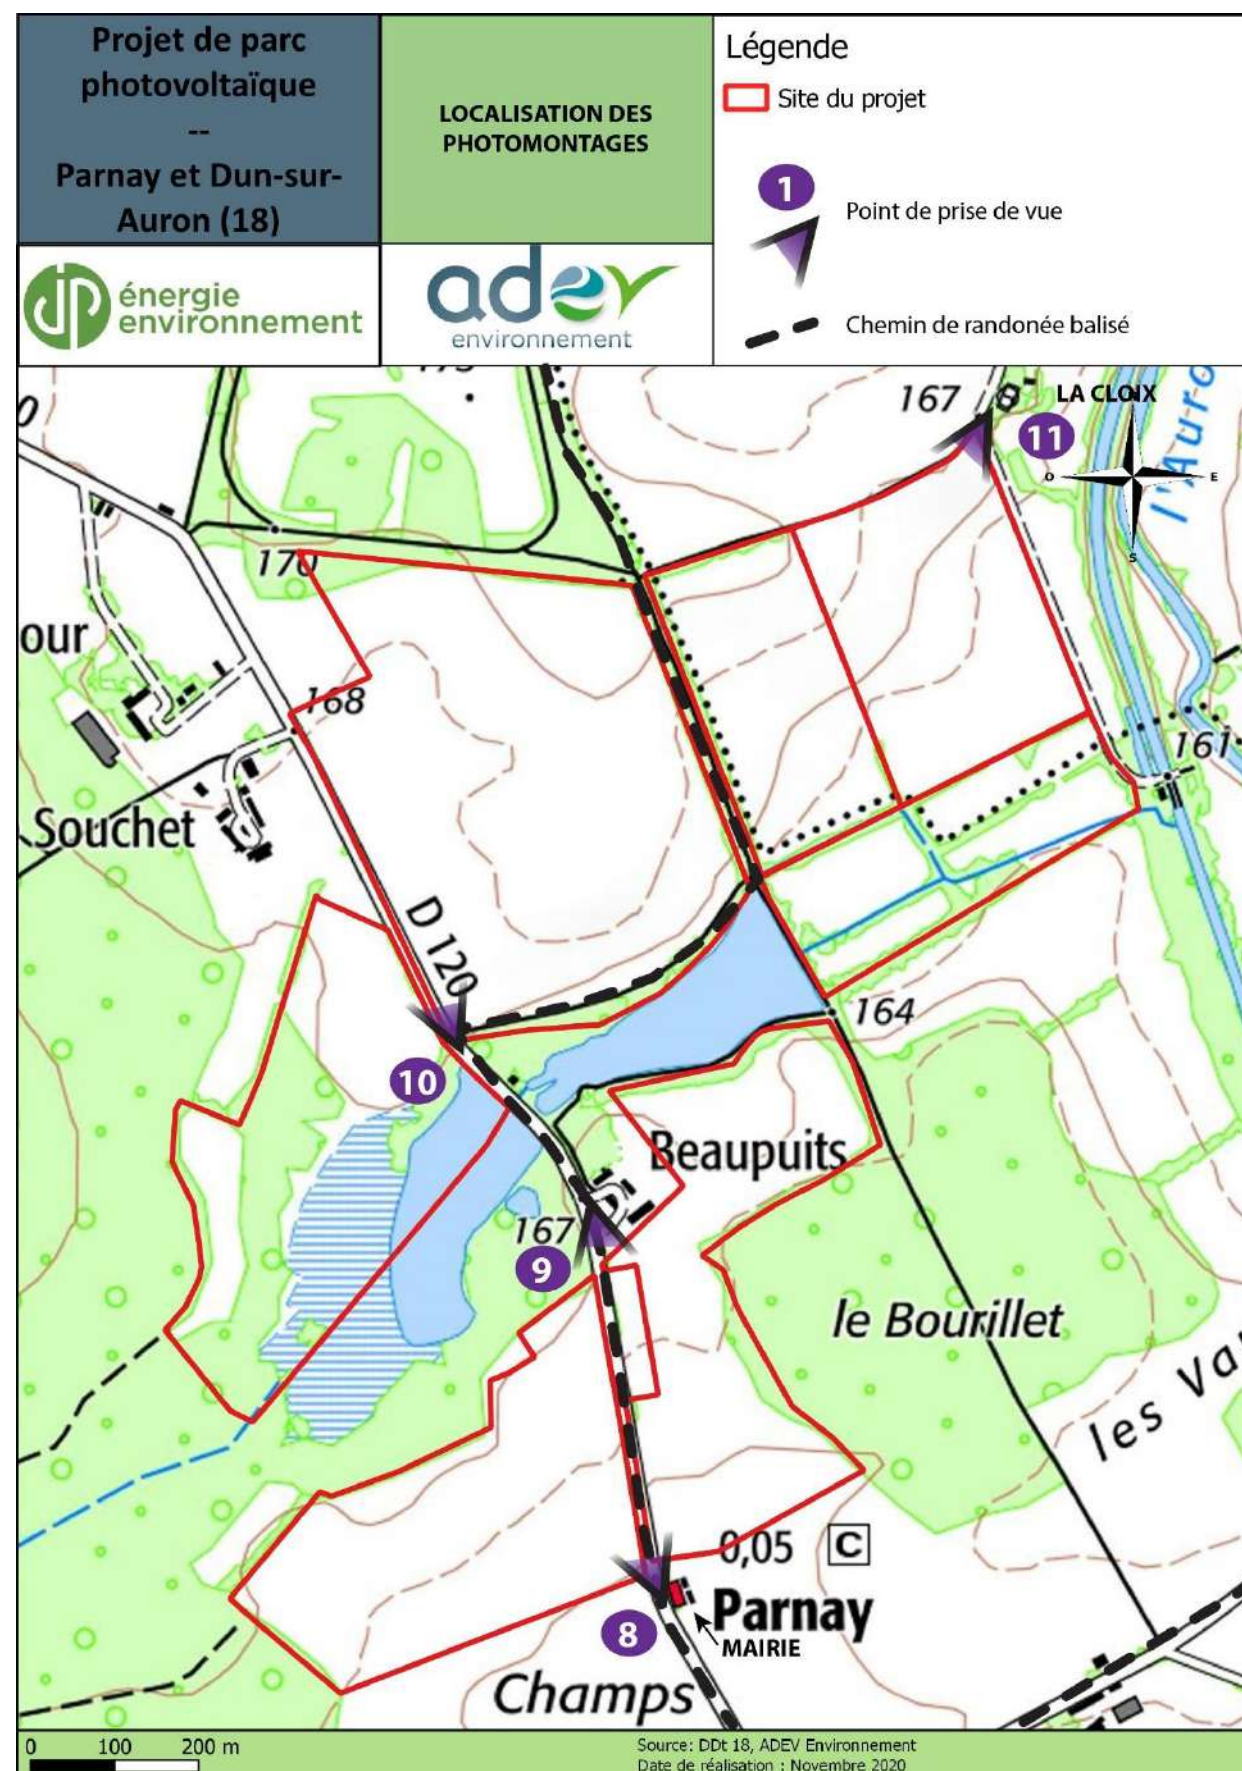 Projet de parc
photovoltaïque
--
Parnay et Dun-sur-
Auron (18)
LOCALISATION DES
PHOTOMONTAGES
Légende
Site du projet
1
Point de prise de vue
Chemin de randonée balisé
JP énergie
environnement
adev
environnement
167
LA CLOIX
11
l'Auro
O
E
S
170
our
168
161
Souchet
D 120
164
10
Beaupuits
167
9
le Bourillet
les Va
0,05
C
Parnay
8
MAIRIE
Champs
0 100 200 m
Source: DDt 18, ADEV Environnement
Date de réalisation : Novembre 2020